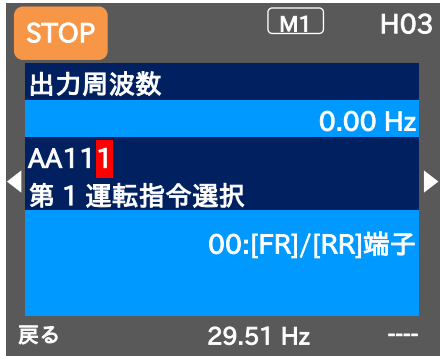 STOP M1 H03
出力周波数
0.00 Hz
AA111
第 1 運転指令選択
00:[FR]/[RR]端子
戻る 29.51 Hz ----